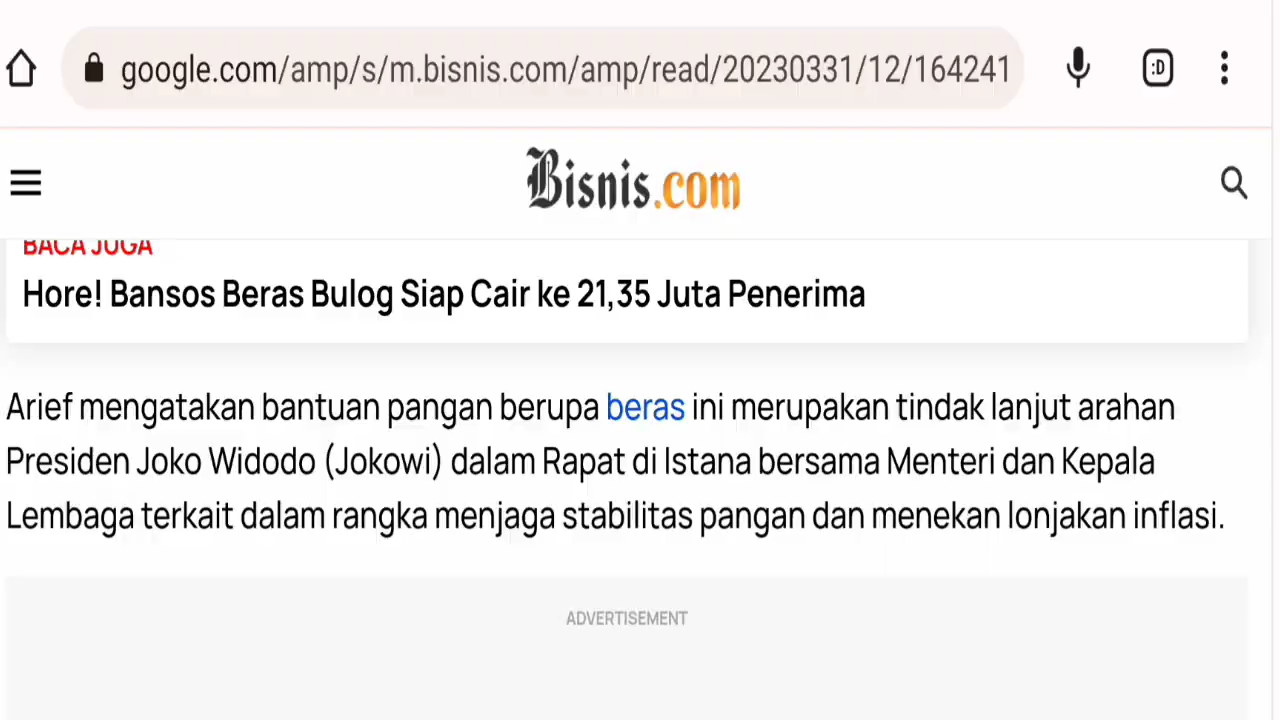 google.com/amp/s/m.bisnis.com/amp/read/20230331/12/164241
:D
Bisnis.com
BACA JUGA
Hore! Bansos Beras Bulog Siap Cair ke 21,35 Juta Penerima
Arief mengatakan bantuan pangan berupa beras ini merupakan tindak lanjut arahan
Presiden Joko Widodo (Jokowi) dalam Rapat di Istana bersama Menteri dan Kepala
Lembaga terkait dalam rangka menjaga stabilitas pangan dan menekan lonjakan inflasi.
ADVERTISEMENT